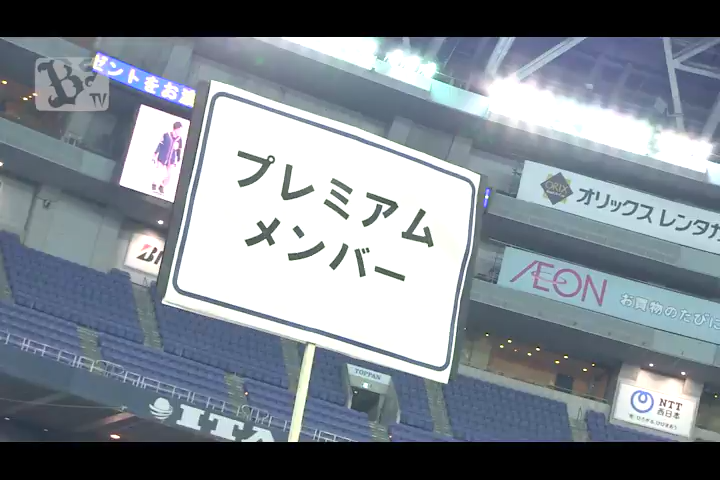 Bs TV
ゼントをお
プレミアム
メンバー
ORIX
オリックスレンタカ
AEON
お買物のたびに
TOPPAN
NTT
西日本
ITA